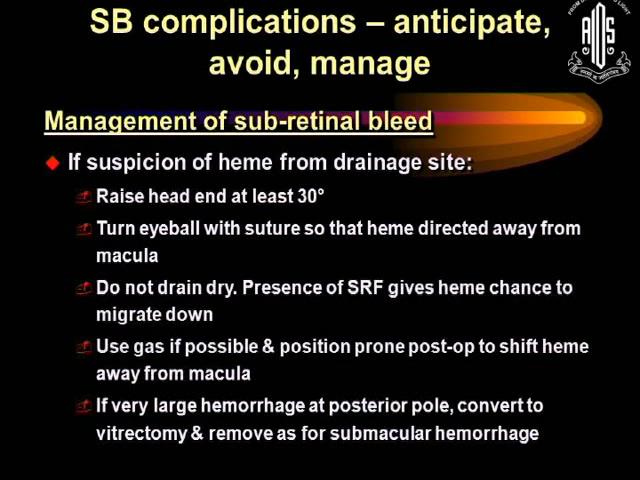 SB complications – anticipate,
avoid, manage
Management of sub-retinal bleed
If suspicion of heme from drainage site:
Raise head end at least 30°
Turn eyeball with suture so that heme directed away from
macula
Do not drain dry. Presence of SRF gives heme chance to
migrate down
Use gas if possible & position prone post-op to shift heme
away from macula
If very large hemorrhage at posterior pole, convert to
vitrectomy & remove as for submacular hemorrhage